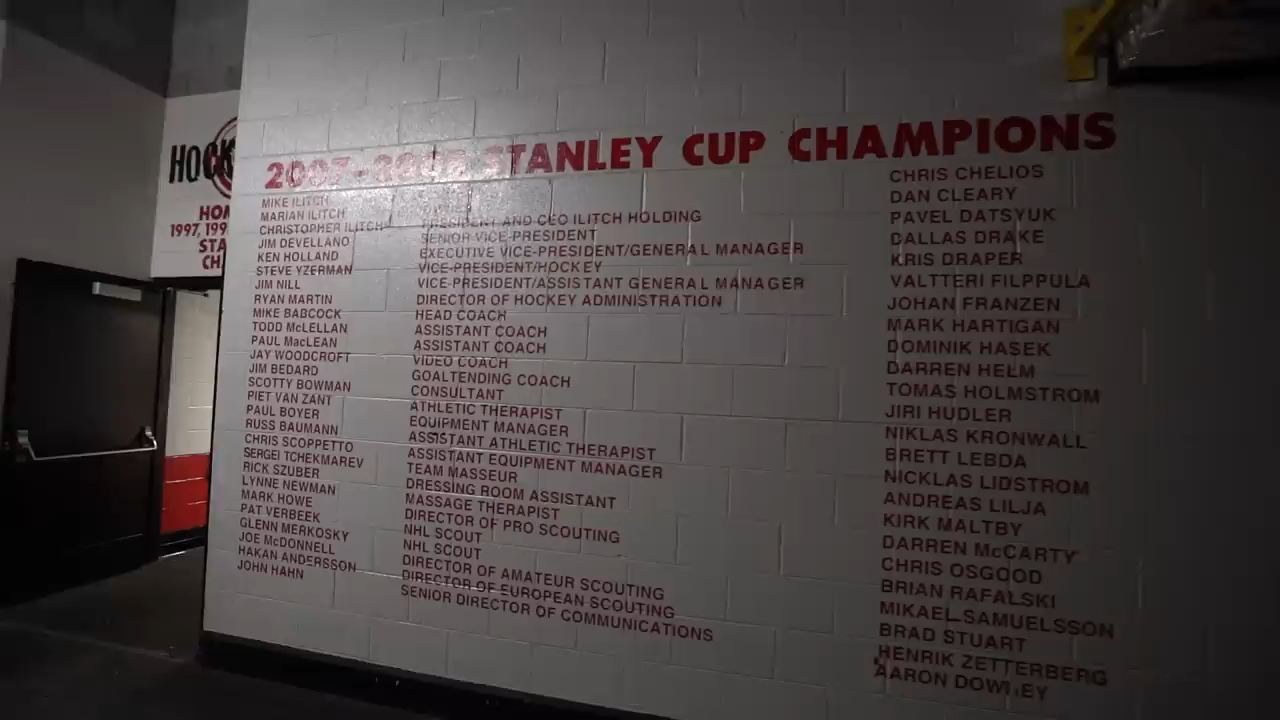 HOCK
HOM
1997, 199
STA
CH
2007-2008 STANLEY CUP CHAMPIONS
MIKE ILITCH
MARIAN ILITCH
CHRISTOPHER ILITCH PRESIDENT AND CEO ILITCH HOLDING
JIM DEVELLANO SENIOR VICE-PRESIDENT
KEN HOLLAND EXECUTIVE VICE-PRESIDENT/GENERAL MANAGER
STEVE YZERMAN VICE-PRESIDENT/HOCKEY
JIM NILL VICE-PRESIDENT/ASSISTANT GENERAL MANAGER
RYAN MARTIN DIRECTOR OF HOCKEY ADMINISTRATION
MIKE BABCOCK HEAD COACH
TODD McLELLAN ASSISTANT COACH
PAUL MacLEAN ASSISTANT COACH
JAY WOODCROFT VIDEO COACH
JIM BEDARD GOALTENDING COACH
SCOTTY BOWMAN CONSULTANT
PIET VAN ZANT ATHLETIC THERAPIST
PAUL BOYER EQUIPMENT MANAGER
RUSS BAUMANN ASSISTANT ATHLETIC THERAPIST
CHRIS SCOPPETTO ASSISTANT EQUIPMENT MANAGER
SERGEI TCHEKMAREV TEAM MASSEUR
RICK SZUBER DRESSING ROOM ASSISTANT
LYNNE NEWMAN MASSAGE THERAPIST
MARK HOWE DIRECTOR OF PRO SCOUTING
PAT VERBEEK NHL SCOUT
GLENN MERKOSKY NHL SCOUT
JOE McDONNELL DIRECTOR OF AMATEUR SCOUTING
HAKAN ANDERSSON DIRECTOR OF EUROPEAN SCOUTING
JOHN HAHN SENIOR DIRECTOR OF COMMUNICATIONS
CHRIS CHELIOS
DAN CLEARY
PAVEL DATSYUK
DALLAS DRAKE
KRIS DRAPER
VALTTERI FILPPULA
JOHAN FRANZEN
MARK HARTIGAN
DOMINIK HASEK
DARREN HELM
TOMAS HOLMSTROM
JIRI HUDLER
NIKLAS KRONWALL
BRETT LEBDA
NICKLAS LIDSTROM
ANDREAS LILJA
KIRK MALTBY
DARREN McCARTY
CHRIS OSGOOD
BRIAN RAFALSKI
MIKAEL SAMUELSSON
BRAD STUART
HENRIK ZETTERBERG
AARON DOWNEY